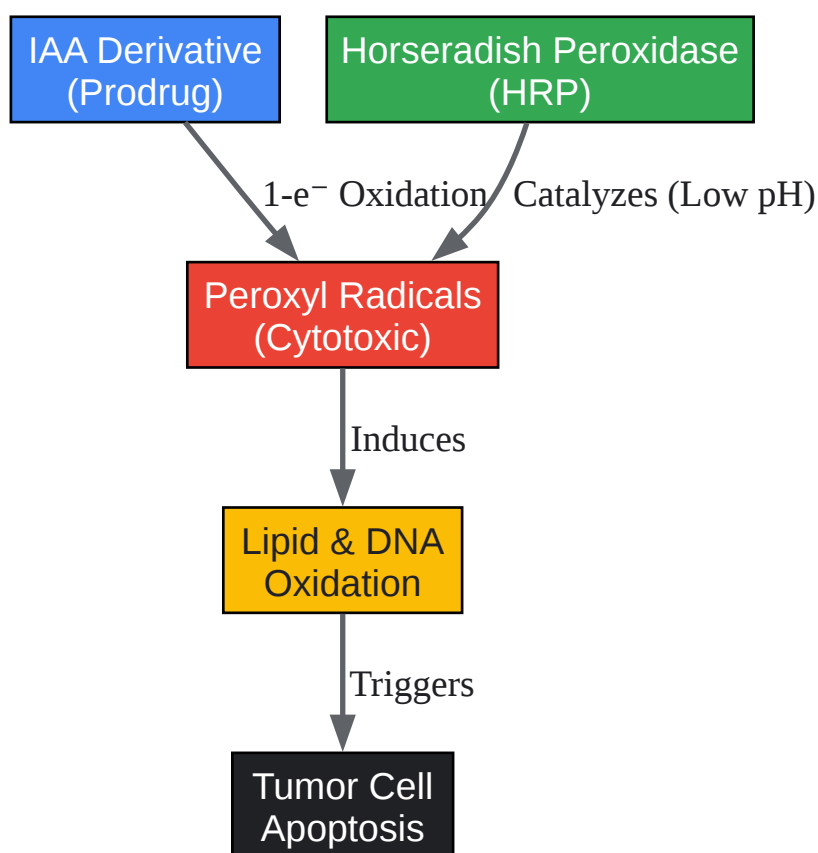 IAA Derivative
(Prodrug)
Horseradish Peroxidase
(HRP)
1-e⁻ Oxidation
Catalyzes (Low pH)
Peroxyl Radicals
(Cytotoxic)
Induces
Lipid & DNA
Oxidation
Triggers
Tumor Cell
Apoptosis